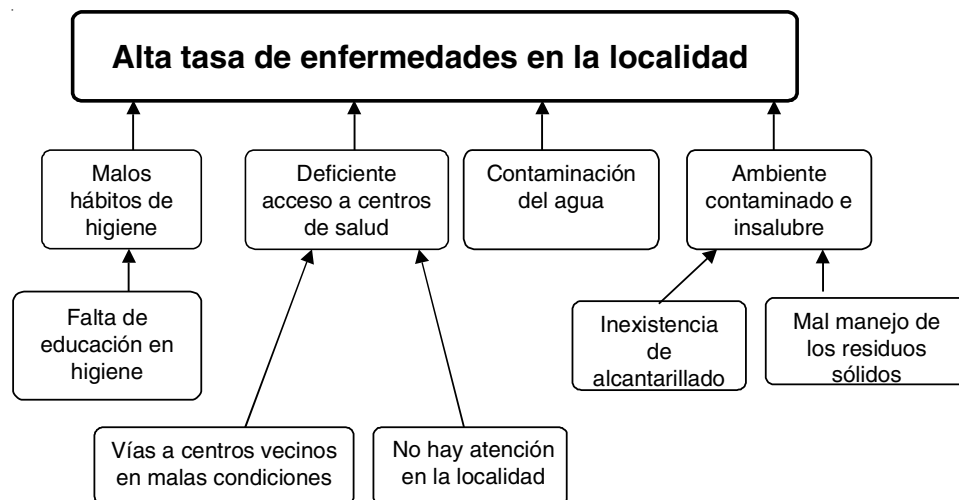 Alta tasa de enfermedades en la localidad
Malos
hábitos de
higiene
Deficiente
acceso a centros
de salud
Contaminación
del agua
Ambiente
contaminado e
insalubre
Falta de
educación en
higiene
Inexistencia
de
alcantarillado
Mal manejo de
los residuos
sólidos
Vías a centros vecinos
en malas condiciones
No hay atención
en la localidad